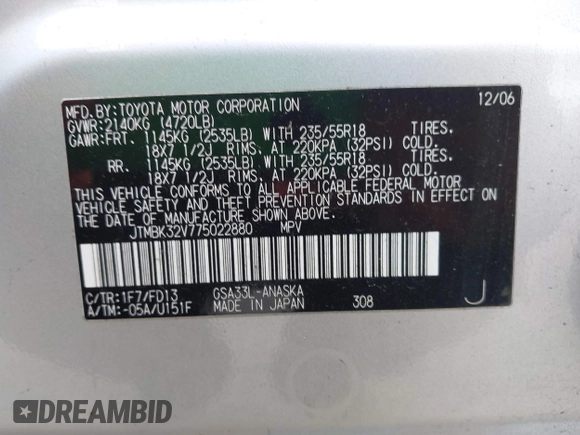 MFD.BY:TOYOTA MOTOR CORPORATION 12/06
GVWR:2140KG (4720LB)
GAWR:FRT. 1145KG (2535LB) WITH 235/55R18 TIRES.
18X7 1/2J RIMS. AT 220KPA (32PSI) COLD.
RR. 1145KG (2535LB) WITH 235/55R18 TIRES.
18X7 1/2J RIMS. AT 220KPA (32PSI) COLD.
THIS VEHICLE CONFORMS TO ALL APPLICABLE FEDERAL MOTOR
VEHICLE SAFETY AND THEFT PREVENTION STANDARDS IN EFFECT ON
THE DATE OF MANUFACTURE SHOWN ABOVE.
JTMBK32V775022880 MPV
C/TR:1F7/FD13 GSA33L-ANASKA
A/TM:-05A/U151F MADE IN JAPAN 308 J
DREAMBID